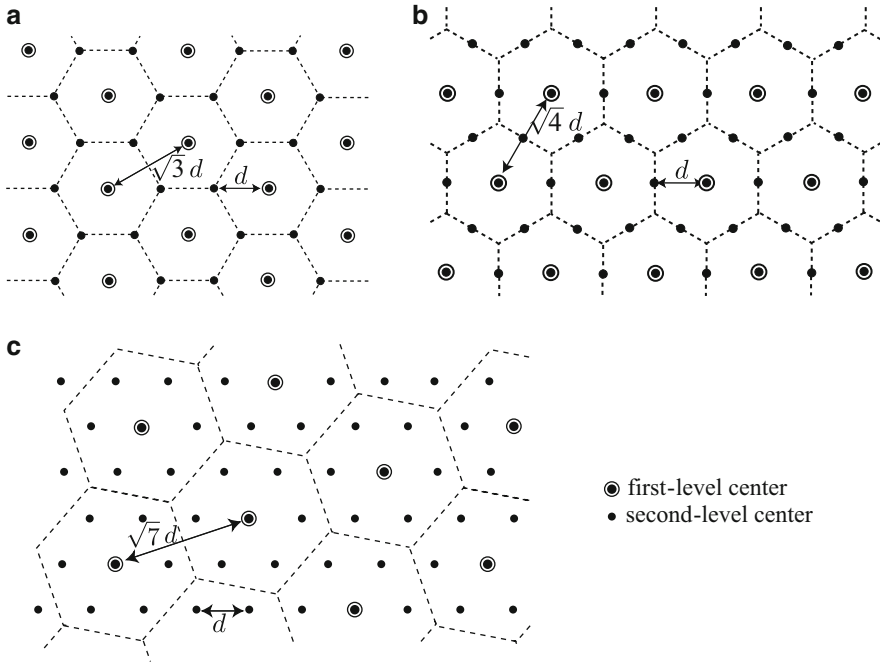 a
√3 d
d
b
√4 d
d
c
√7 d
d
first-level center
second-level center